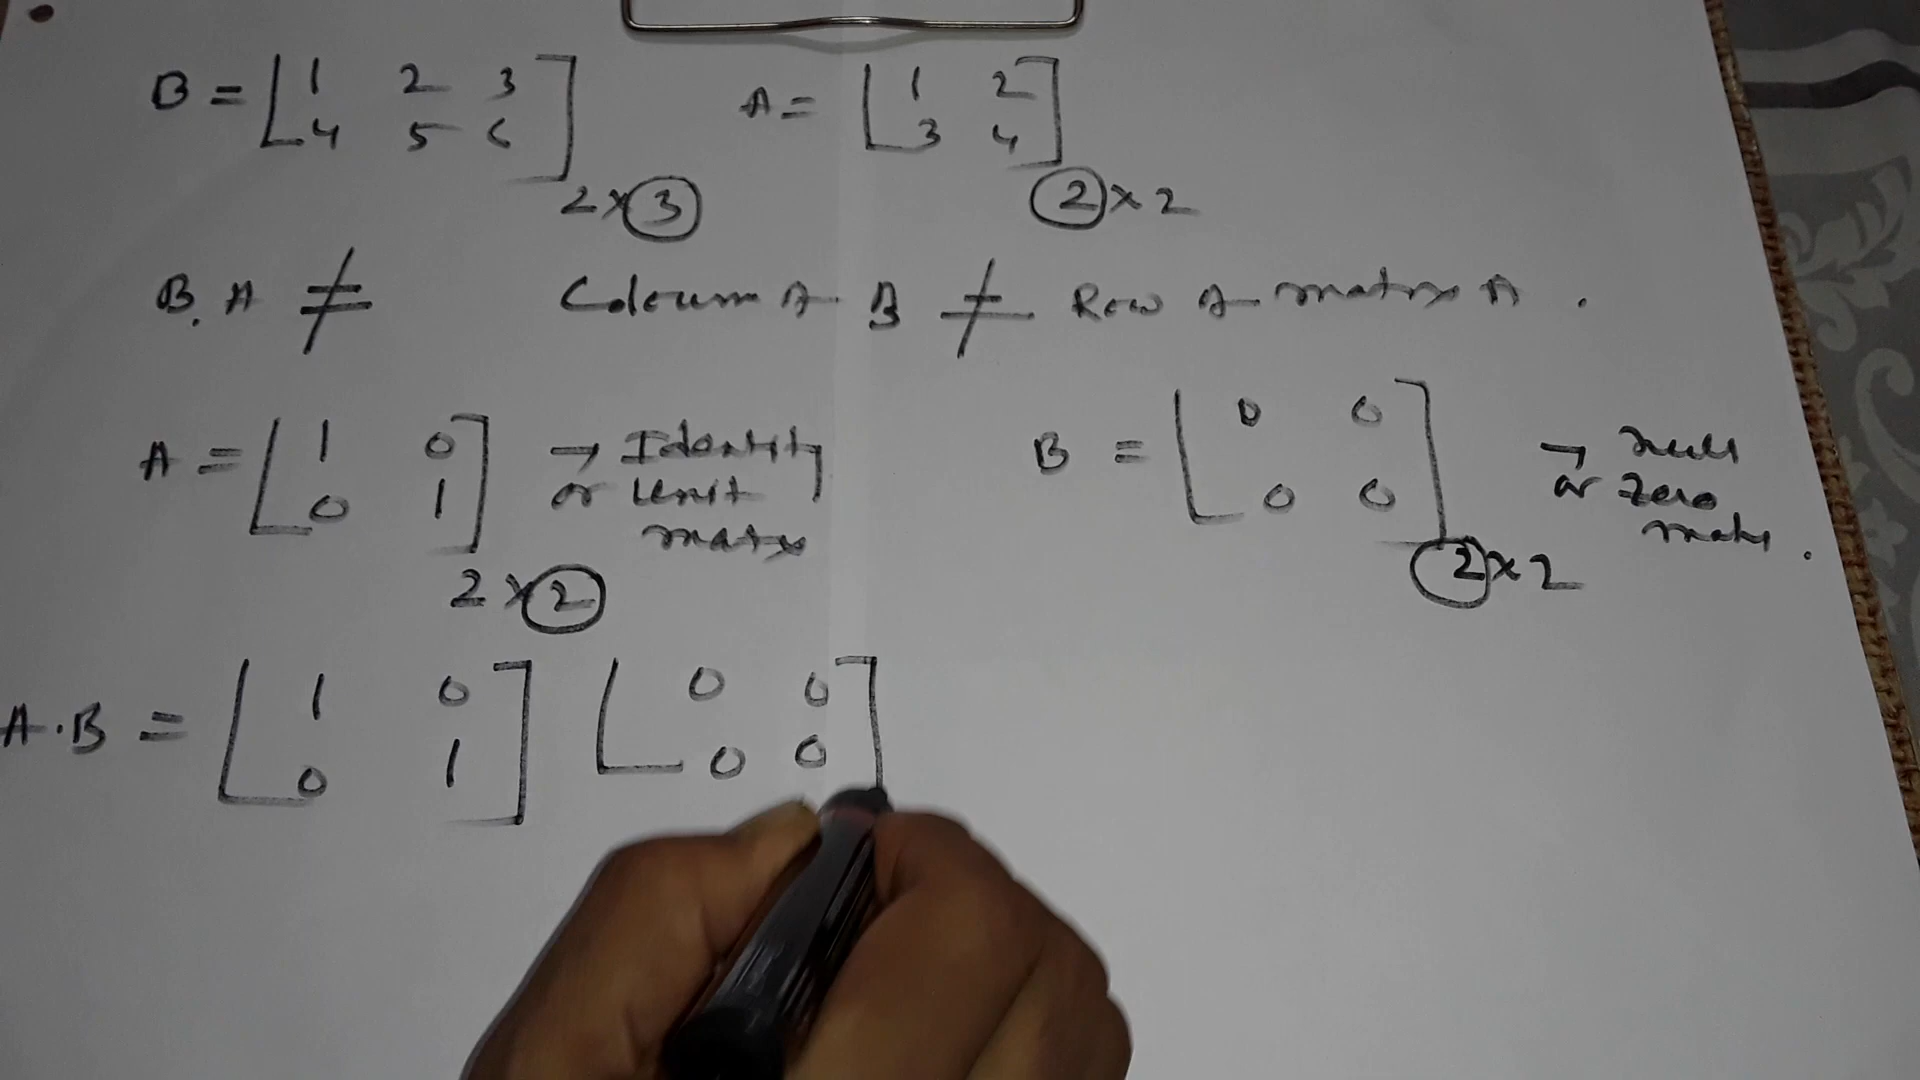 B = [1 2 3 A = [1 2
4 5 6] 3 4]
2×3 2×2
B.A ≠ Coloumn of B ≠ Row of matrix A.
A = [1 0 → Identity B = [0 0 → null
0 1] or Unit 0 0] or zero
matrix
2×2 2×2
A.B = [1 0 [0 0
0 1] 0 0]